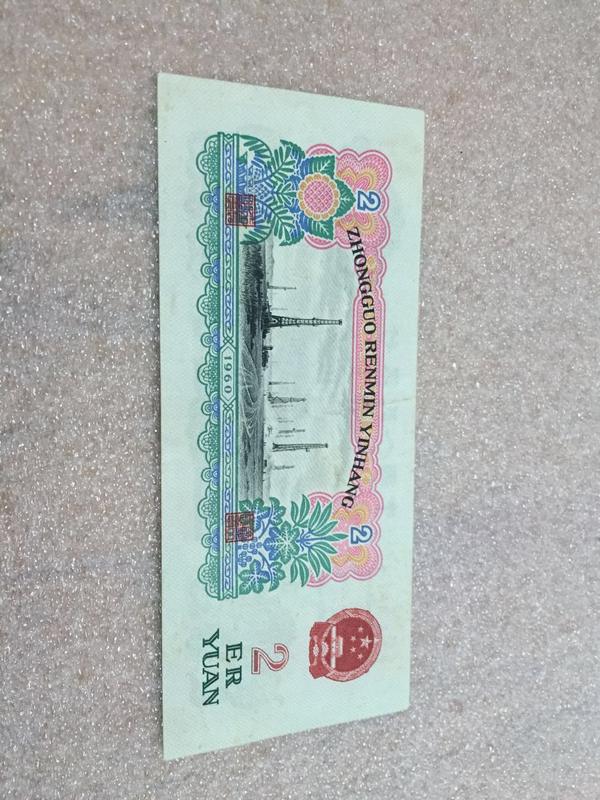 2
ZHONGGUO RENMIN YINHANG
2
1960
2
ER
YUAN